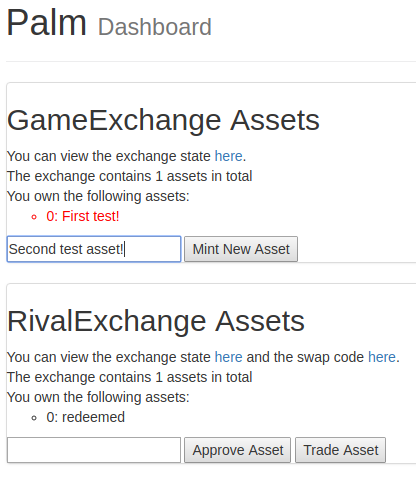 Palm Dashboard
GameExchange Assets
You can view the exchange state here.
The exchange contains 1 assets in total
You own the following assets:
0: First test!
Second test asset! Mint New Asset
RivalExchange Assets
You can view the exchange state here and the swap code here.
The exchange contains 1 assets in total
You own the following assets:
0: redeemed
Approve Asset Trade Asset